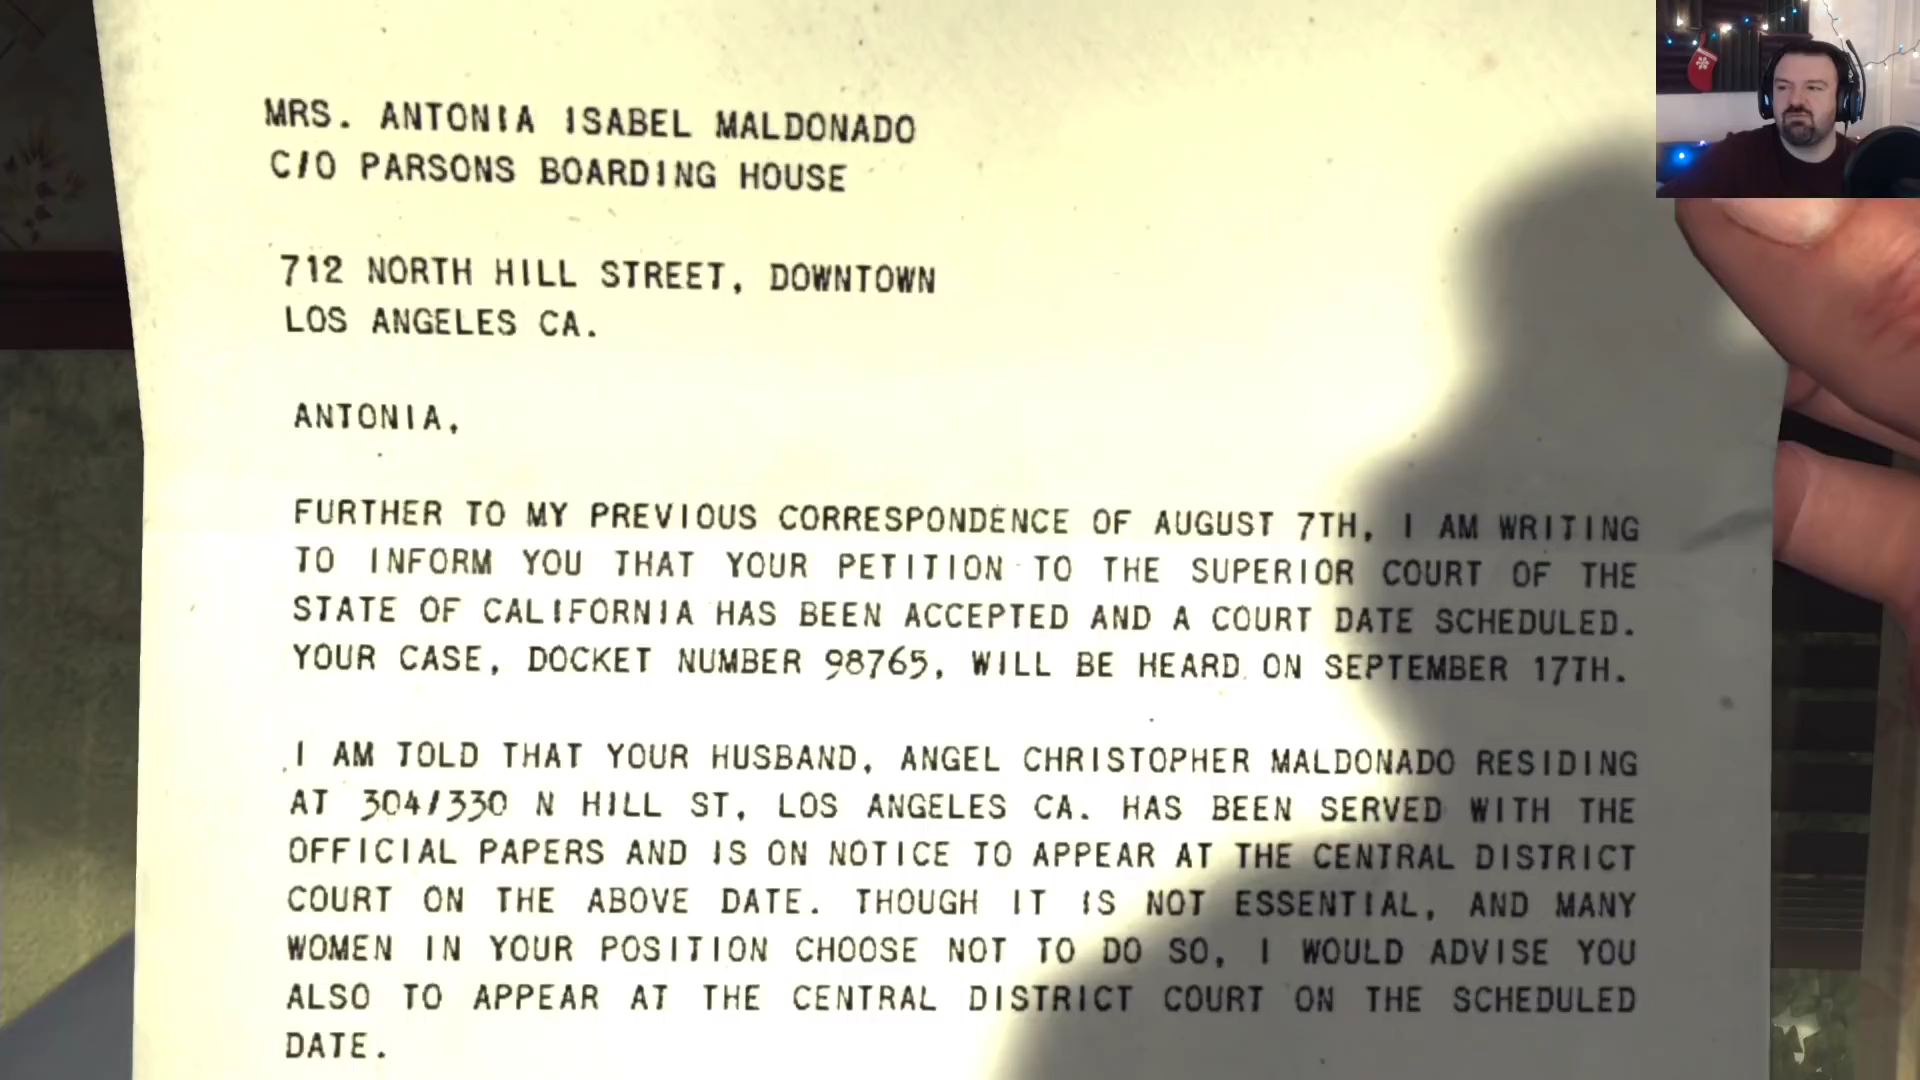 MRS. ANTONIA ISABEL MALDONADO
C/O PARSONS BOARDING HOUSE
712 NORTH HILL STREET, DOWNTOWN
LOS ANGELES CA.
ANTONIA,
FURTHER TO MY PREVIOUS CORRESPONDENCE OF AUGUST 7TH, I AM WRITING
TO INFORM YOU THAT YOUR PETITION TO THE SUPERIOR COURT OF THE
STATE OF CALIFORNIA HAS BEEN ACCEPTED AND A COURT DATE SCHEDULED.
YOUR CASE, DOCKET NUMBER 98765, WILL BE HEARD ON SEPTEMBER 17TH.
I AM TOLD THAT YOUR HUSBAND, ANGEL CHRISTOPHER MALDONADO RESIDING
AT 304/330 N HILL ST, LOS ANGELES CA. HAS BEEN SERVED WITH THE
OFFICIAL PAPERS AND IS ON NOTICE TO APPEAR AT THE CENTRAL DISTRICT
COURT ON THE ABOVE DATE. THOUGH IT IS NOT ESSENTIAL, AND MANY
WOMEN IN YOUR POSITION CHOOSE NOT TO DO SO, I WOULD ADVISE YOU
ALSO TO APPEAR AT THE CENTRAL DISTRICT COURT ON THE SCHEDULED
DATE.